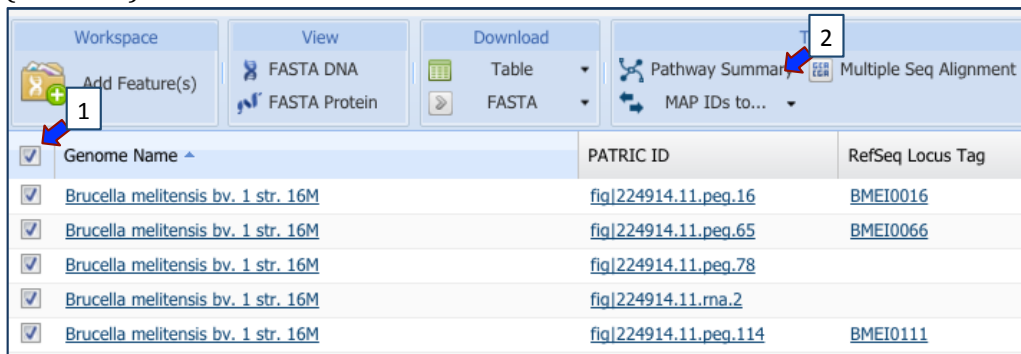 Workspace View Download T 2
Add Feature(s) FASTA DNA Table Pathway Summary Multiple Seq Alignment
1 FASTA Protein FASTA MAP IDs to...
Genome Name PATRIC ID RefSeq Locus Tag
Brucella melitensis bv. 1 str. 16M fig|224914.11.peg.16 BMEI0016
Brucella melitensis bv. 1 str. 16M fig|224914.11.peg.65 BMEI0066
Brucella melitensis bv. 1 str. 16M fig|224914.11.peg.78
Brucella melitensis bv. 1 str. 16M fig|224914.11.rna.2
Brucella melitensis bv. 1 str. 16M fig|224914.11.peg.114 BMEI0111